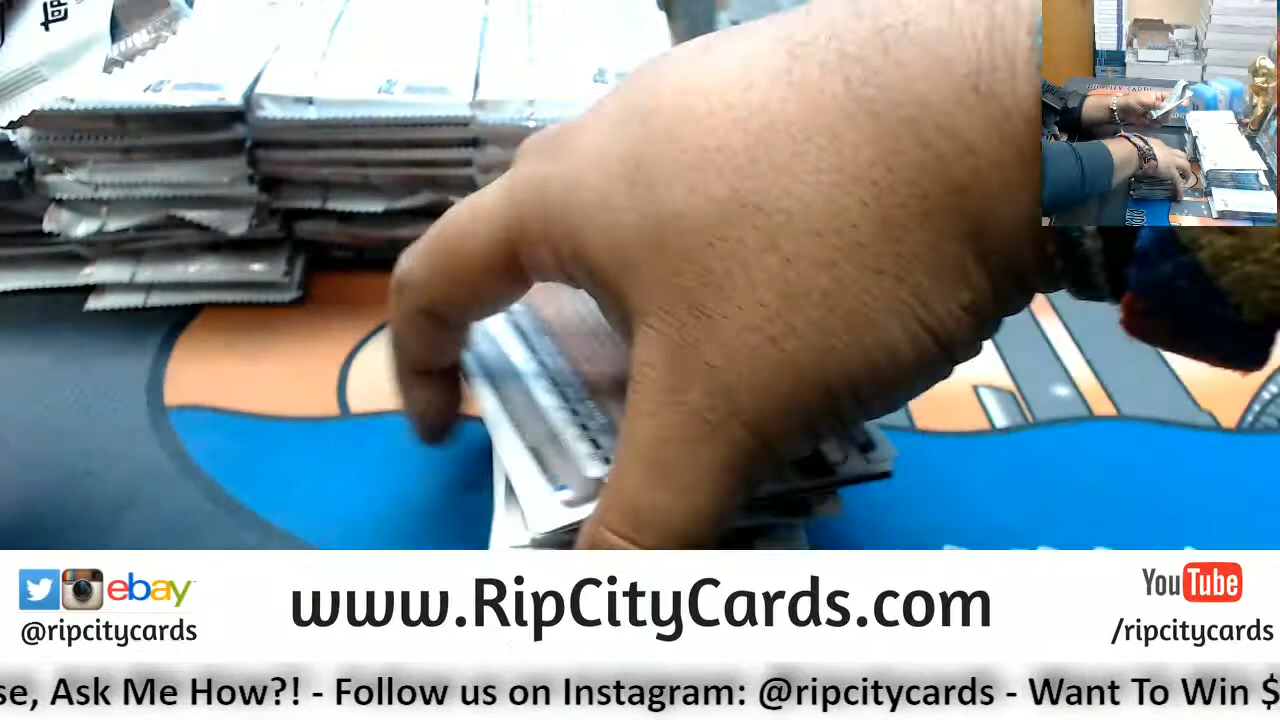 ebay
@ripcitycards
www.RipCityCards.com
YouTube
/ripcitycards
se, Ask Me How?! - Follow us on Instagram: @ripcitycards - Want To Win $